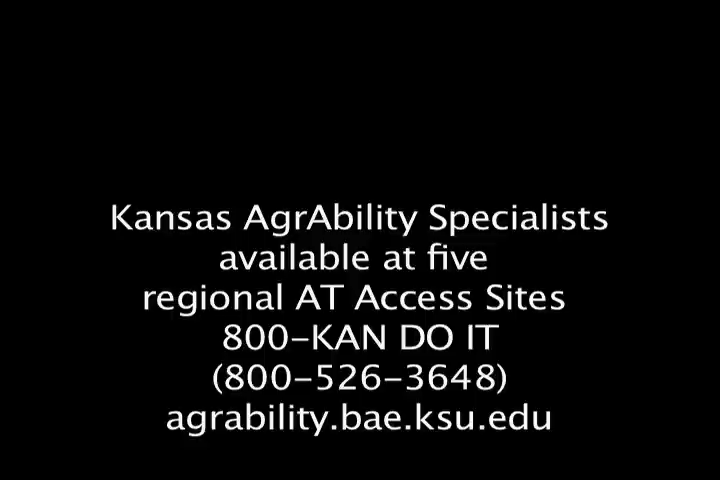 Kansas AgrAbility Specialists
available at five
regional AT Access Sites
800-KAN DO IT
(800-526-3648)
agrability.bae.ksu.edu